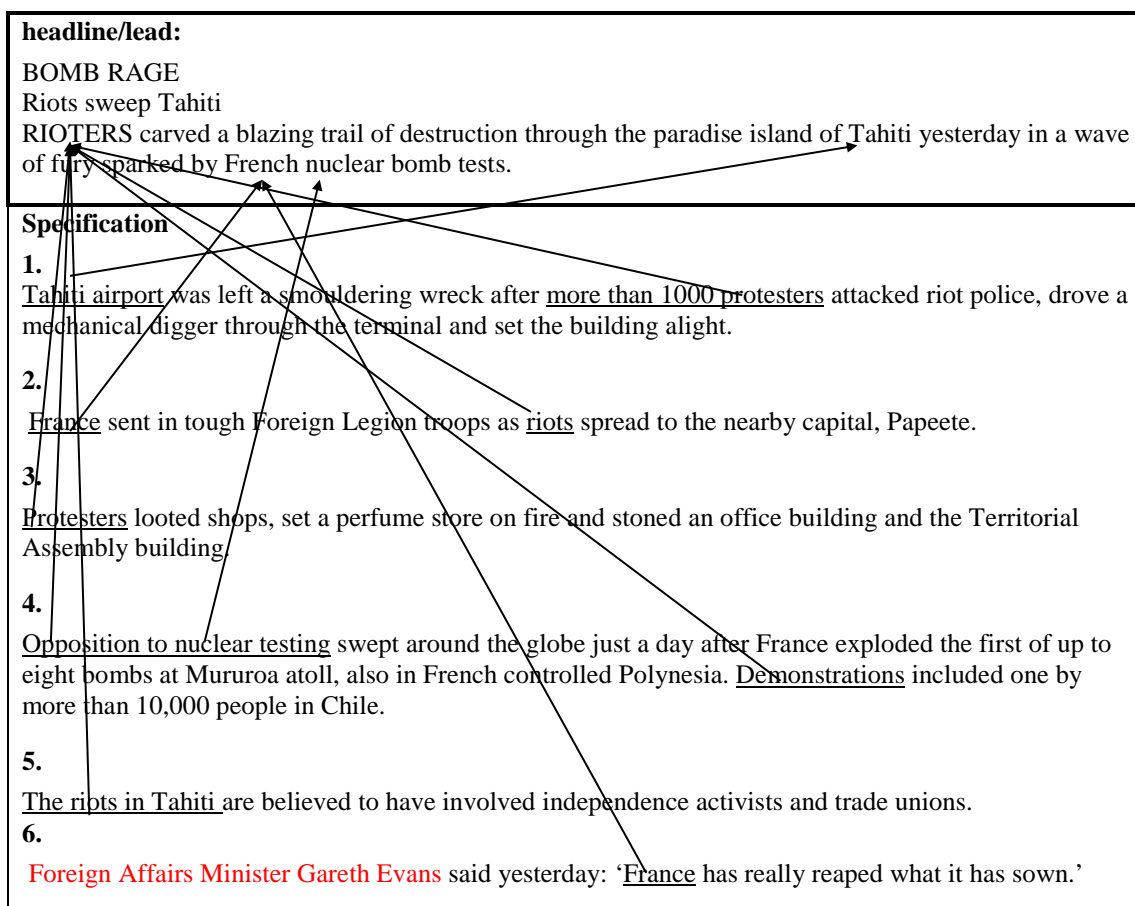 headline/lead:
BOMB RAGE
Riots sweep Tahiti
RIOTERS carved a blazing trail of destruction through the paradise island of Tahiti yesterday in a wave
of fury sparked by French nuclear bomb tests.
Specification
1.
Tahiti airport was left a smouldering wreck after more than 1000 protesters attacked riot police, drove a
mechanical digger through the terminal and set the building alight.
2.
France sent in tough Foreign Legion troops as riots spread to the nearby capital, Papeete.
3.
Protesters looted shops, set a perfume store on fire and stoned an office building and the Territorial
Assembly building.
4.
Opposition to nuclear testing swept around the globe just a day after France exploded the first of up to
eight bombs at Mururoa atoll, also in French controlled Polynesia. Demonstrations included one by
more than 10,000 people in Chile.
5.
The riots in Tahiti are believed to have involved independence activists and trade unions.
6.
Foreign Affairs Minister Gareth Evans said yesterday: ‘France has really reaped what it has sown.’